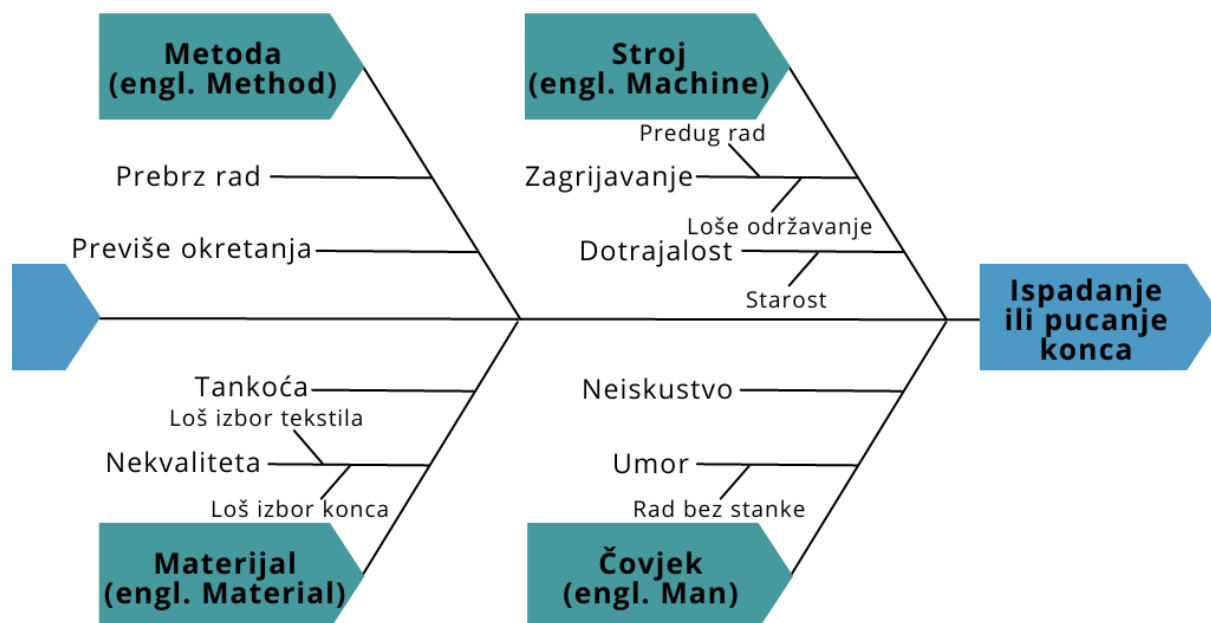 Metoda
(engl. Method)
Prebrz rad
Previše okretanja
Stroj
(engl. Machine)
Predug rad
Zagrijavanje
Loše održavanje
Dotrajalost
Starost
Ispadanje
ili pucanje
konca
Tankoća
Loš izbor tekstila
Nekvaliteta
Loš izbor konca
Materijal
(engl. Material)
Neiskustvo
Umor
Rad bez stanke
Čovjek
(engl. Man)